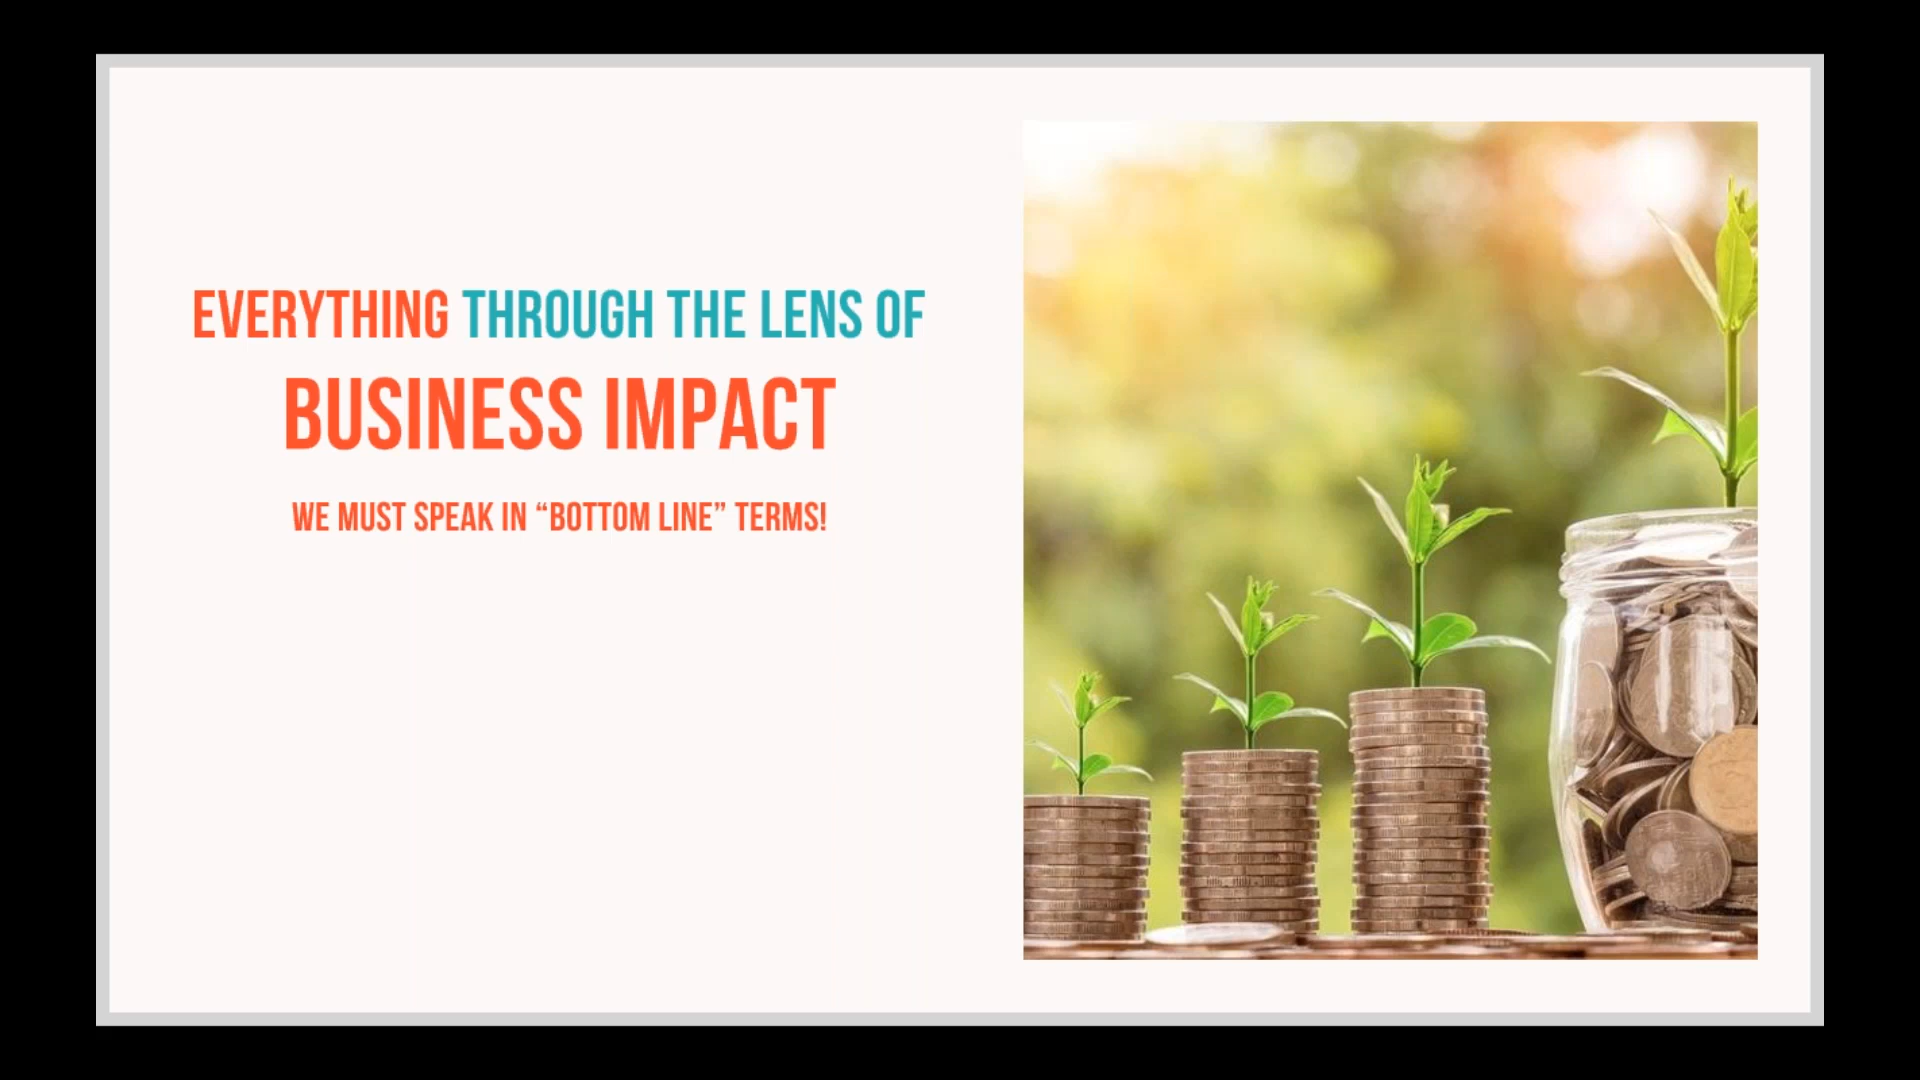 EVERYTHING THROUGH THE LENS OF
BUSINESS IMPACT
WE MUST SPEAK IN “BOTTOM LINE” TERMS!